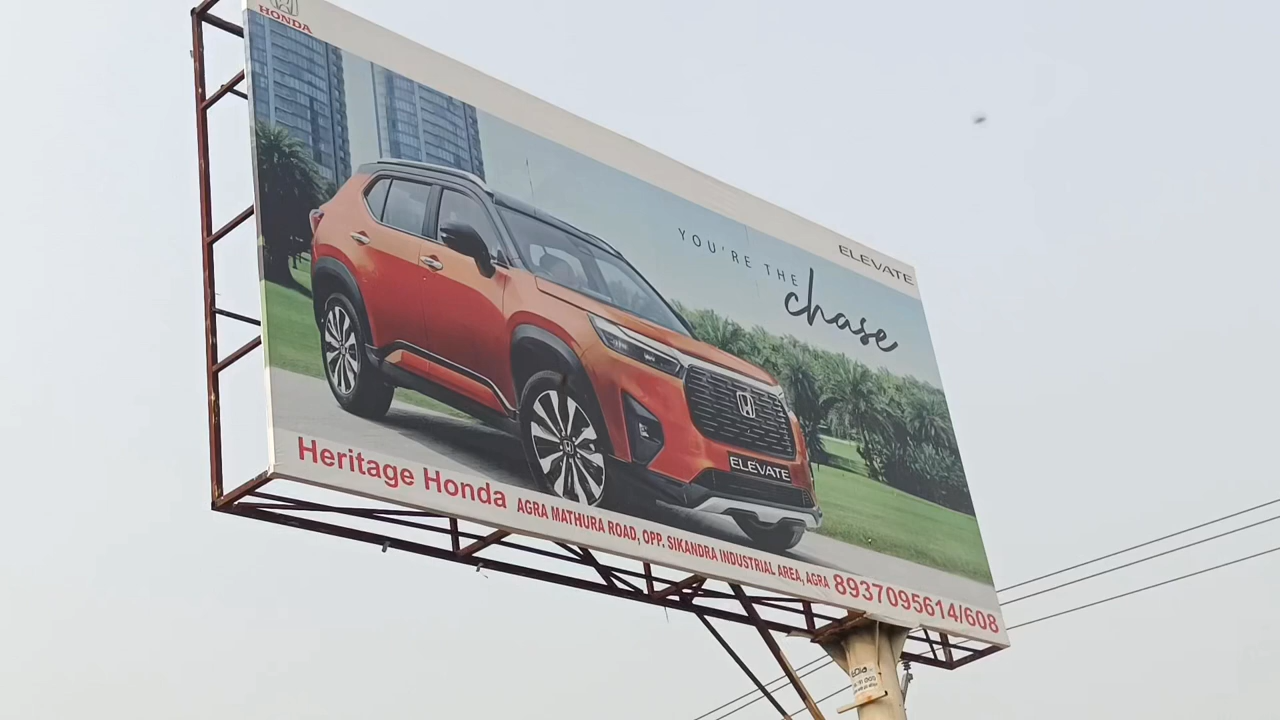 HONDA
ELEVATE
YOU'RE THE
chase
ELEVATE
Heritage Honda AGRA MATHURA ROAD, OPP. SIKANDRA INDUSTRIAL AREA, AGRA 8937095614/608